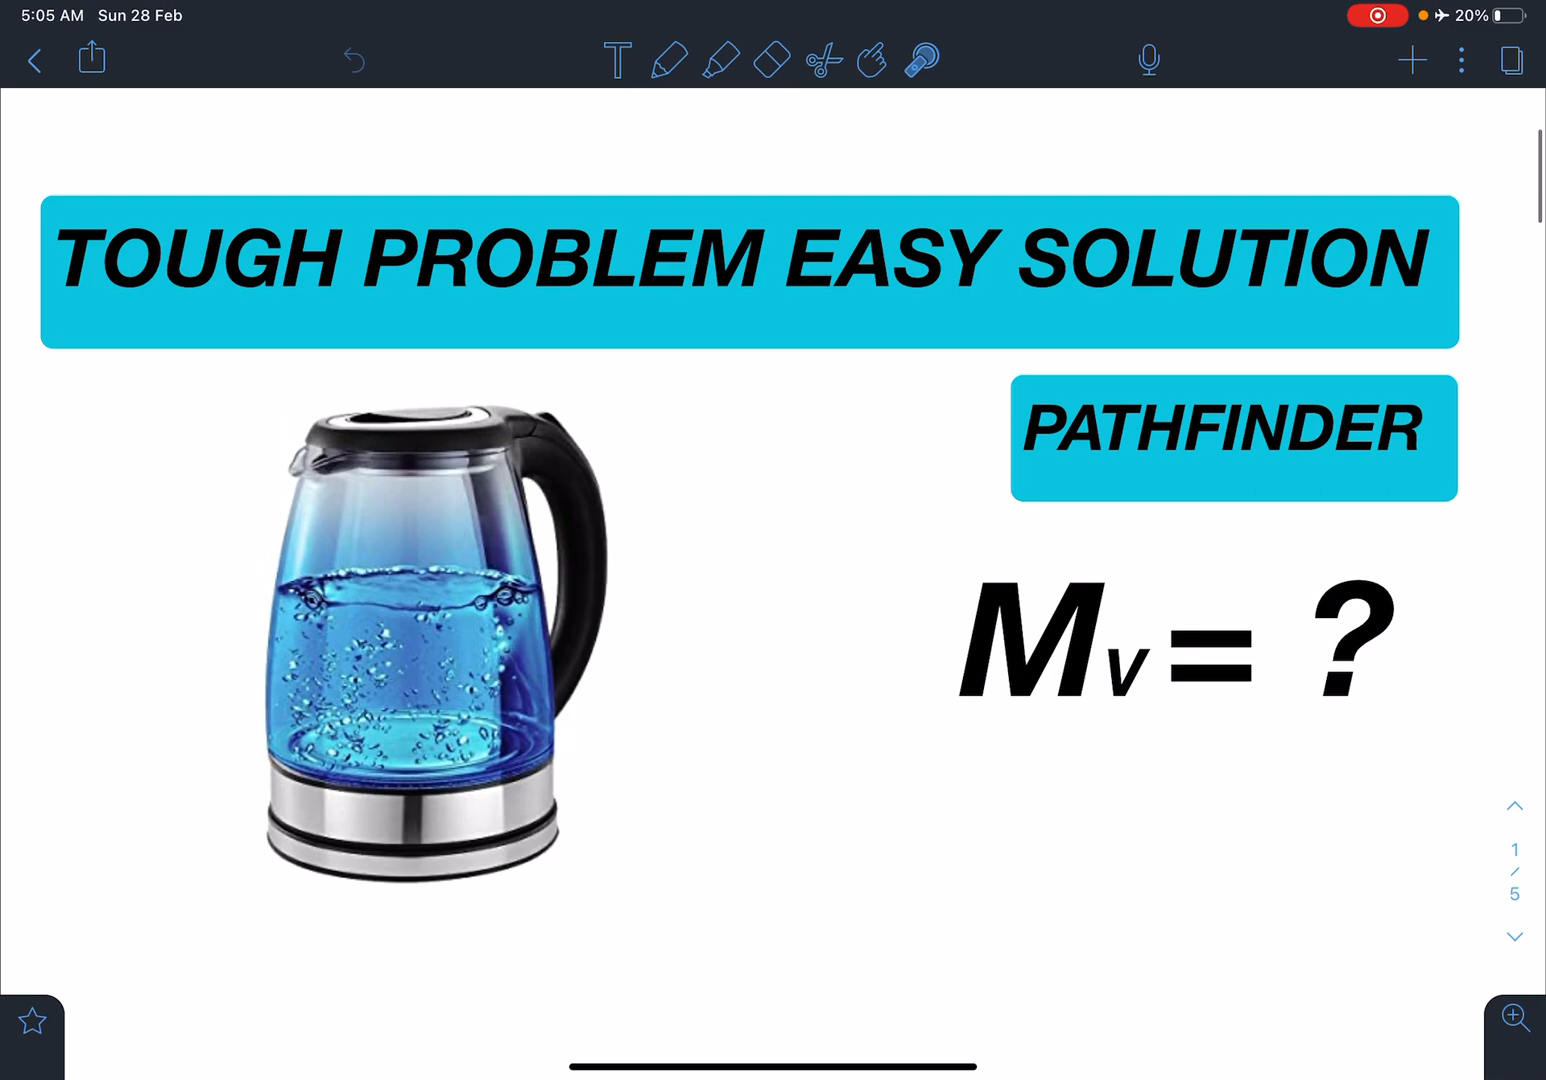 5:05 AM Sun 28 Feb
20%
TOUGH PROBLEM EASY SOLUTION
PATHFINDER
Mv = ?
1
/
5